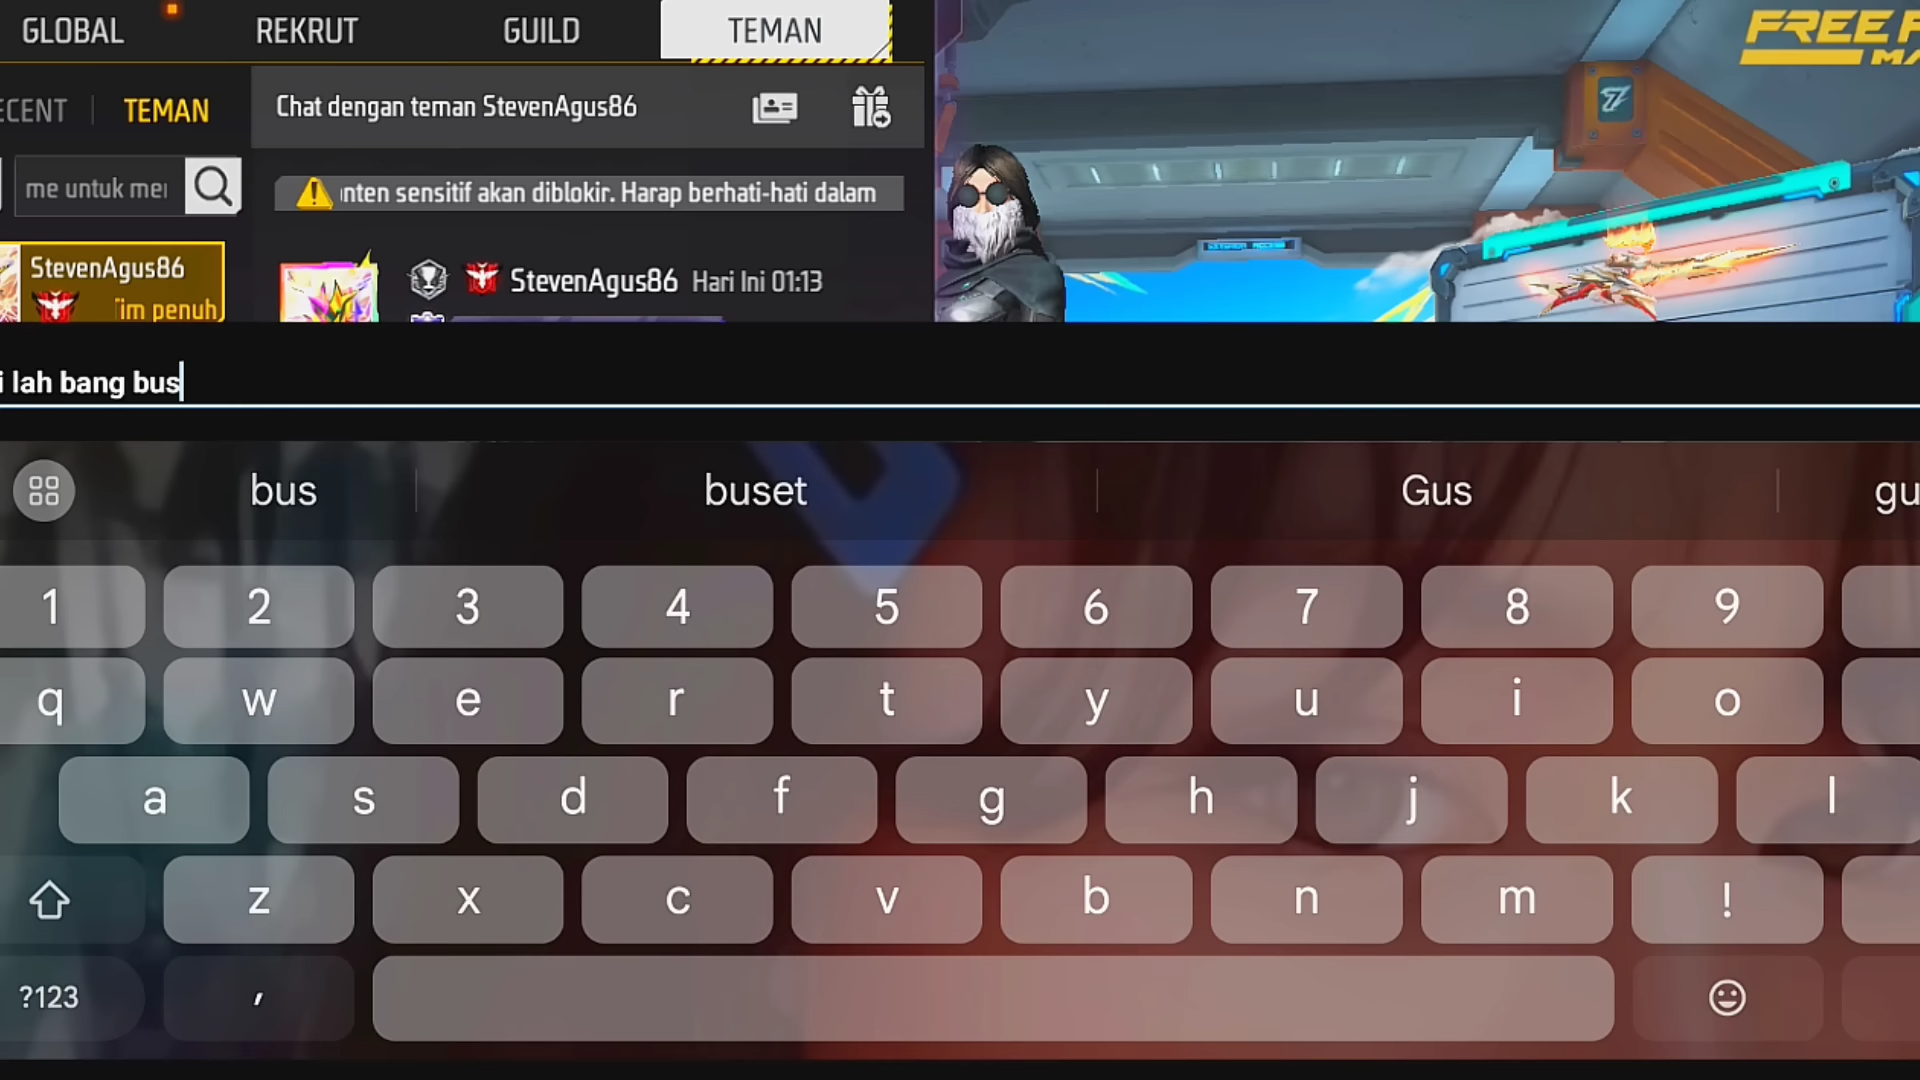 GLOBAL REKRUT GUILD TEMAN
FREE F
MA
ECENT TEMAN Chat dengan teman StevenAgus86
me untuk me
nten sensitif akan diblokir. Harap berhati-hati dalam
StevenAgus86
im penuh
StevenAgus86 Hari Ini 01:13
i lah bang bus
bus buset Gus gu
1 2 3 4 5 6 7 8 9
q w e r t y u i o
a s d f g h j k l
z x c v b n m !
?123 ,